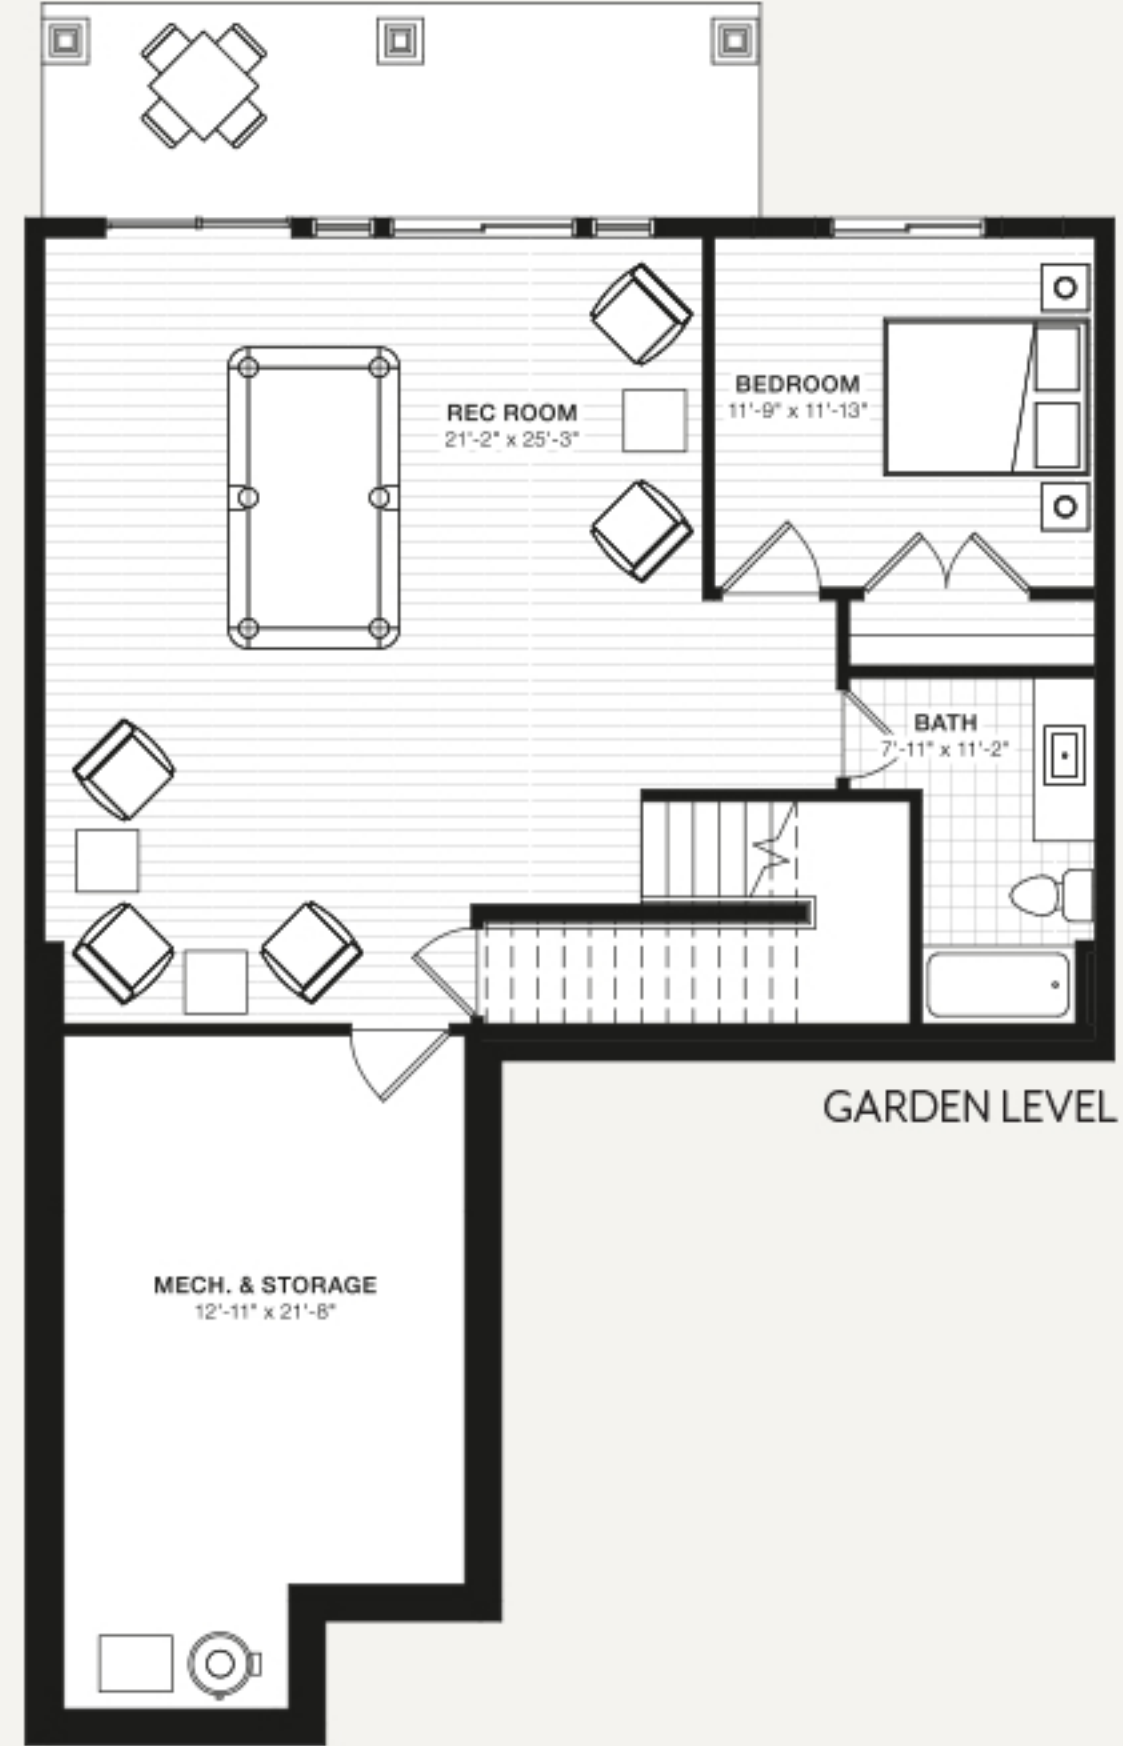 REC ROOM
21'-2" x 25'-3"
BEDROOM
11'-9" x 11'-13"
BATH
7'-11" x 11'-2"
GARDEN LEVEL
MECH. & STORAGE
12'-11" x 21'-8"